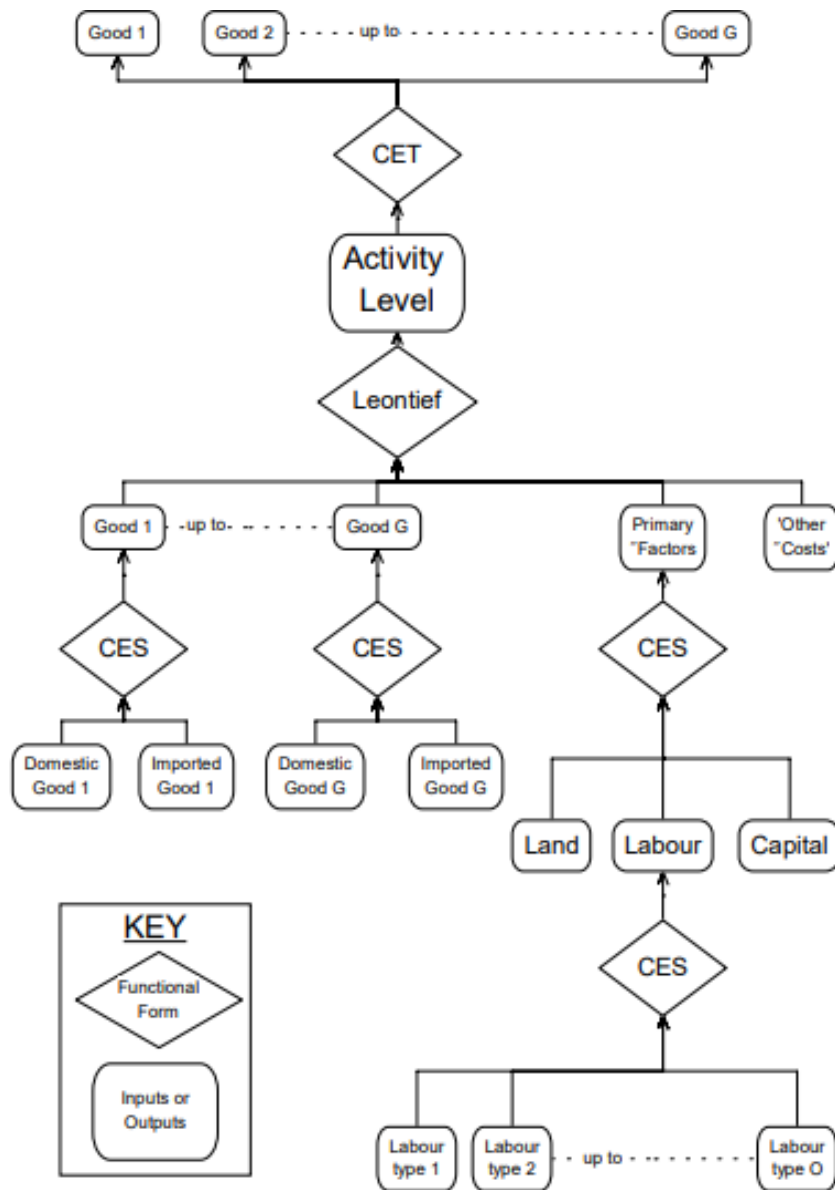 Good 1
Good 2
up to
Good G
CET
Activity
Level
Leontief
Good 1
up to
Good G
Primary
"Factors
'Other
"Costs'
CES
CES
CES
Domestic
Good 1
Imported
Good 1
Domestic
Good G
Imported
Good G
Land
Labour
Capital
KEY
Functional
Form
Inputs or
Outputs
CES
Labour
type 1
Labour
type 2
up to
Labour
type O